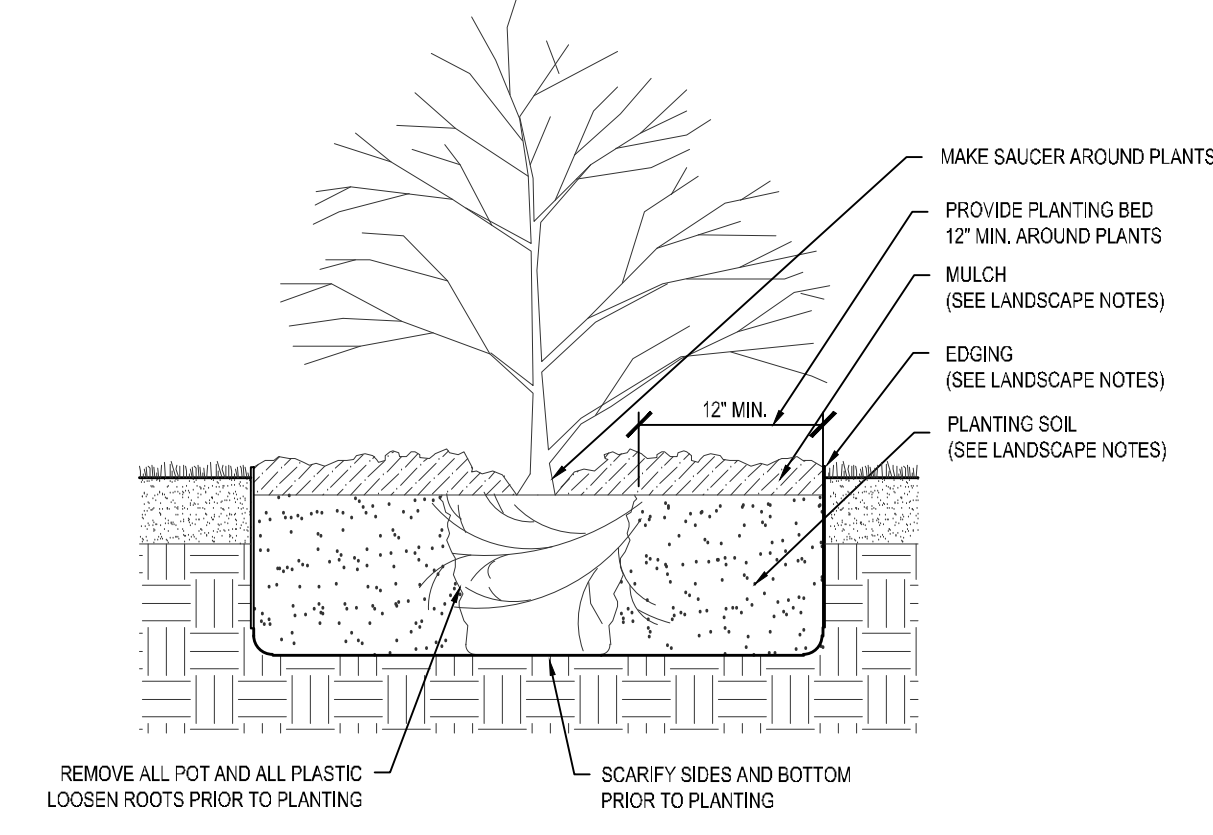 MAKE SAUCER AROUND PLANTS
PROVIDE PLANTING BED
12" MIN. AROUND PLANTS
MULCH
(SEE LANDSCAPE NOTES)
EDGING
(SEE LANDSCAPE NOTES)
12" MIN.
PLANTING SOIL
(SEE LANDSCAPE NOTES)
REMOVE ALL POT AND ALL PLASTIC
LOOSEN ROOTS PRIOR TO PLANTING
SCARIFY SIDES AND BOTTOM
PRIOR TO PLANTING